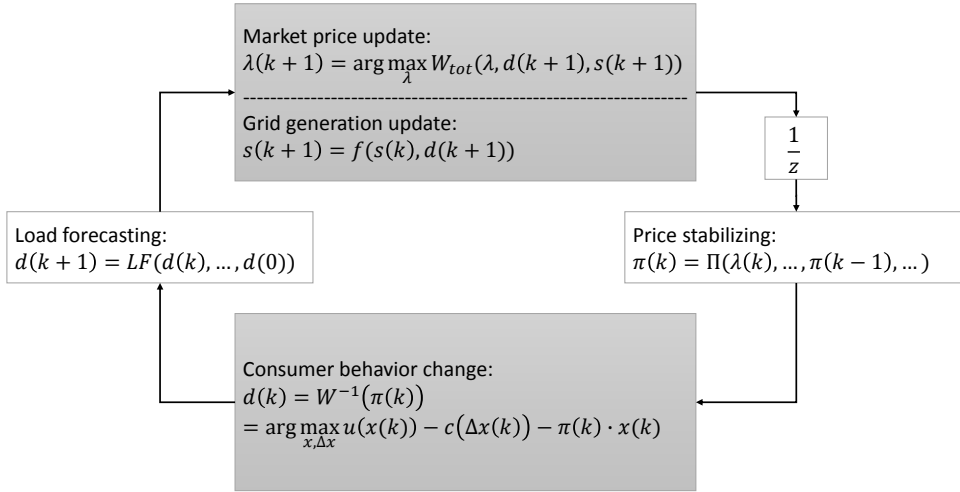 Market price update:
λ(k + 1) = arg max W_tot(λ, d(k + 1), s(k + 1))
λ
Grid generation update:
s(k + 1) = f(s(k), d(k + 1))
1
z
Load forecasting:
d(k + 1) = LF(d(k), … , d(0))
Price stabilizing:
π(k) = Π(λ(k), … , π(k − 1), … )
Consumer behavior change:
d(k) = W⁻¹(π(k))
= arg max u(x(k)) − c(Δx(k)) − π(k) · x(k)
x,Δx